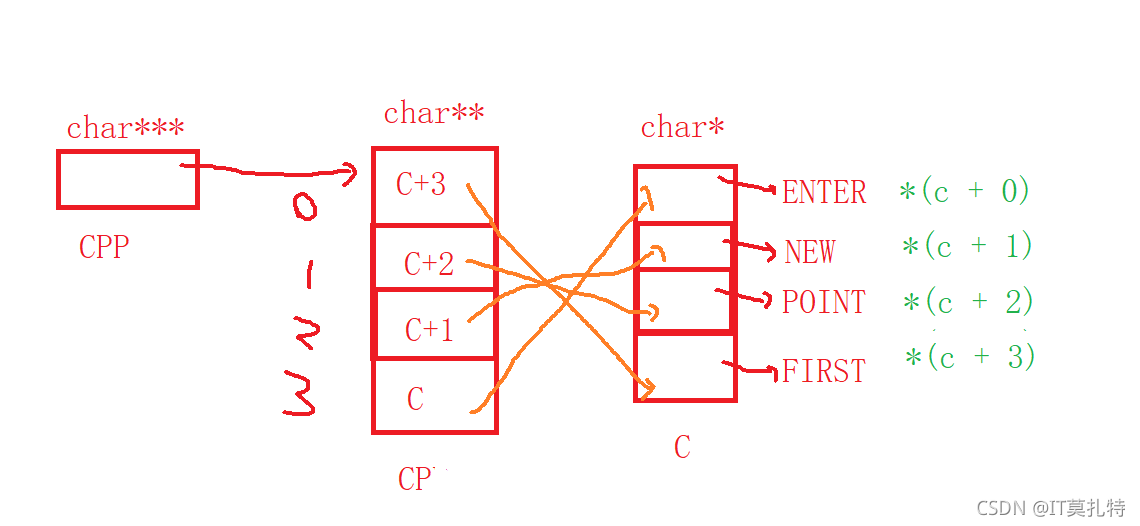 char***
CPP
0
1
2
3
char**
C+3
C+2
C+1
C
CP
char*
C
ENTER *(c + 0)
NEW *(c + 1)
POINT *(c + 2)
FIRST *(c + 3)
CSDN @IT莫扎特